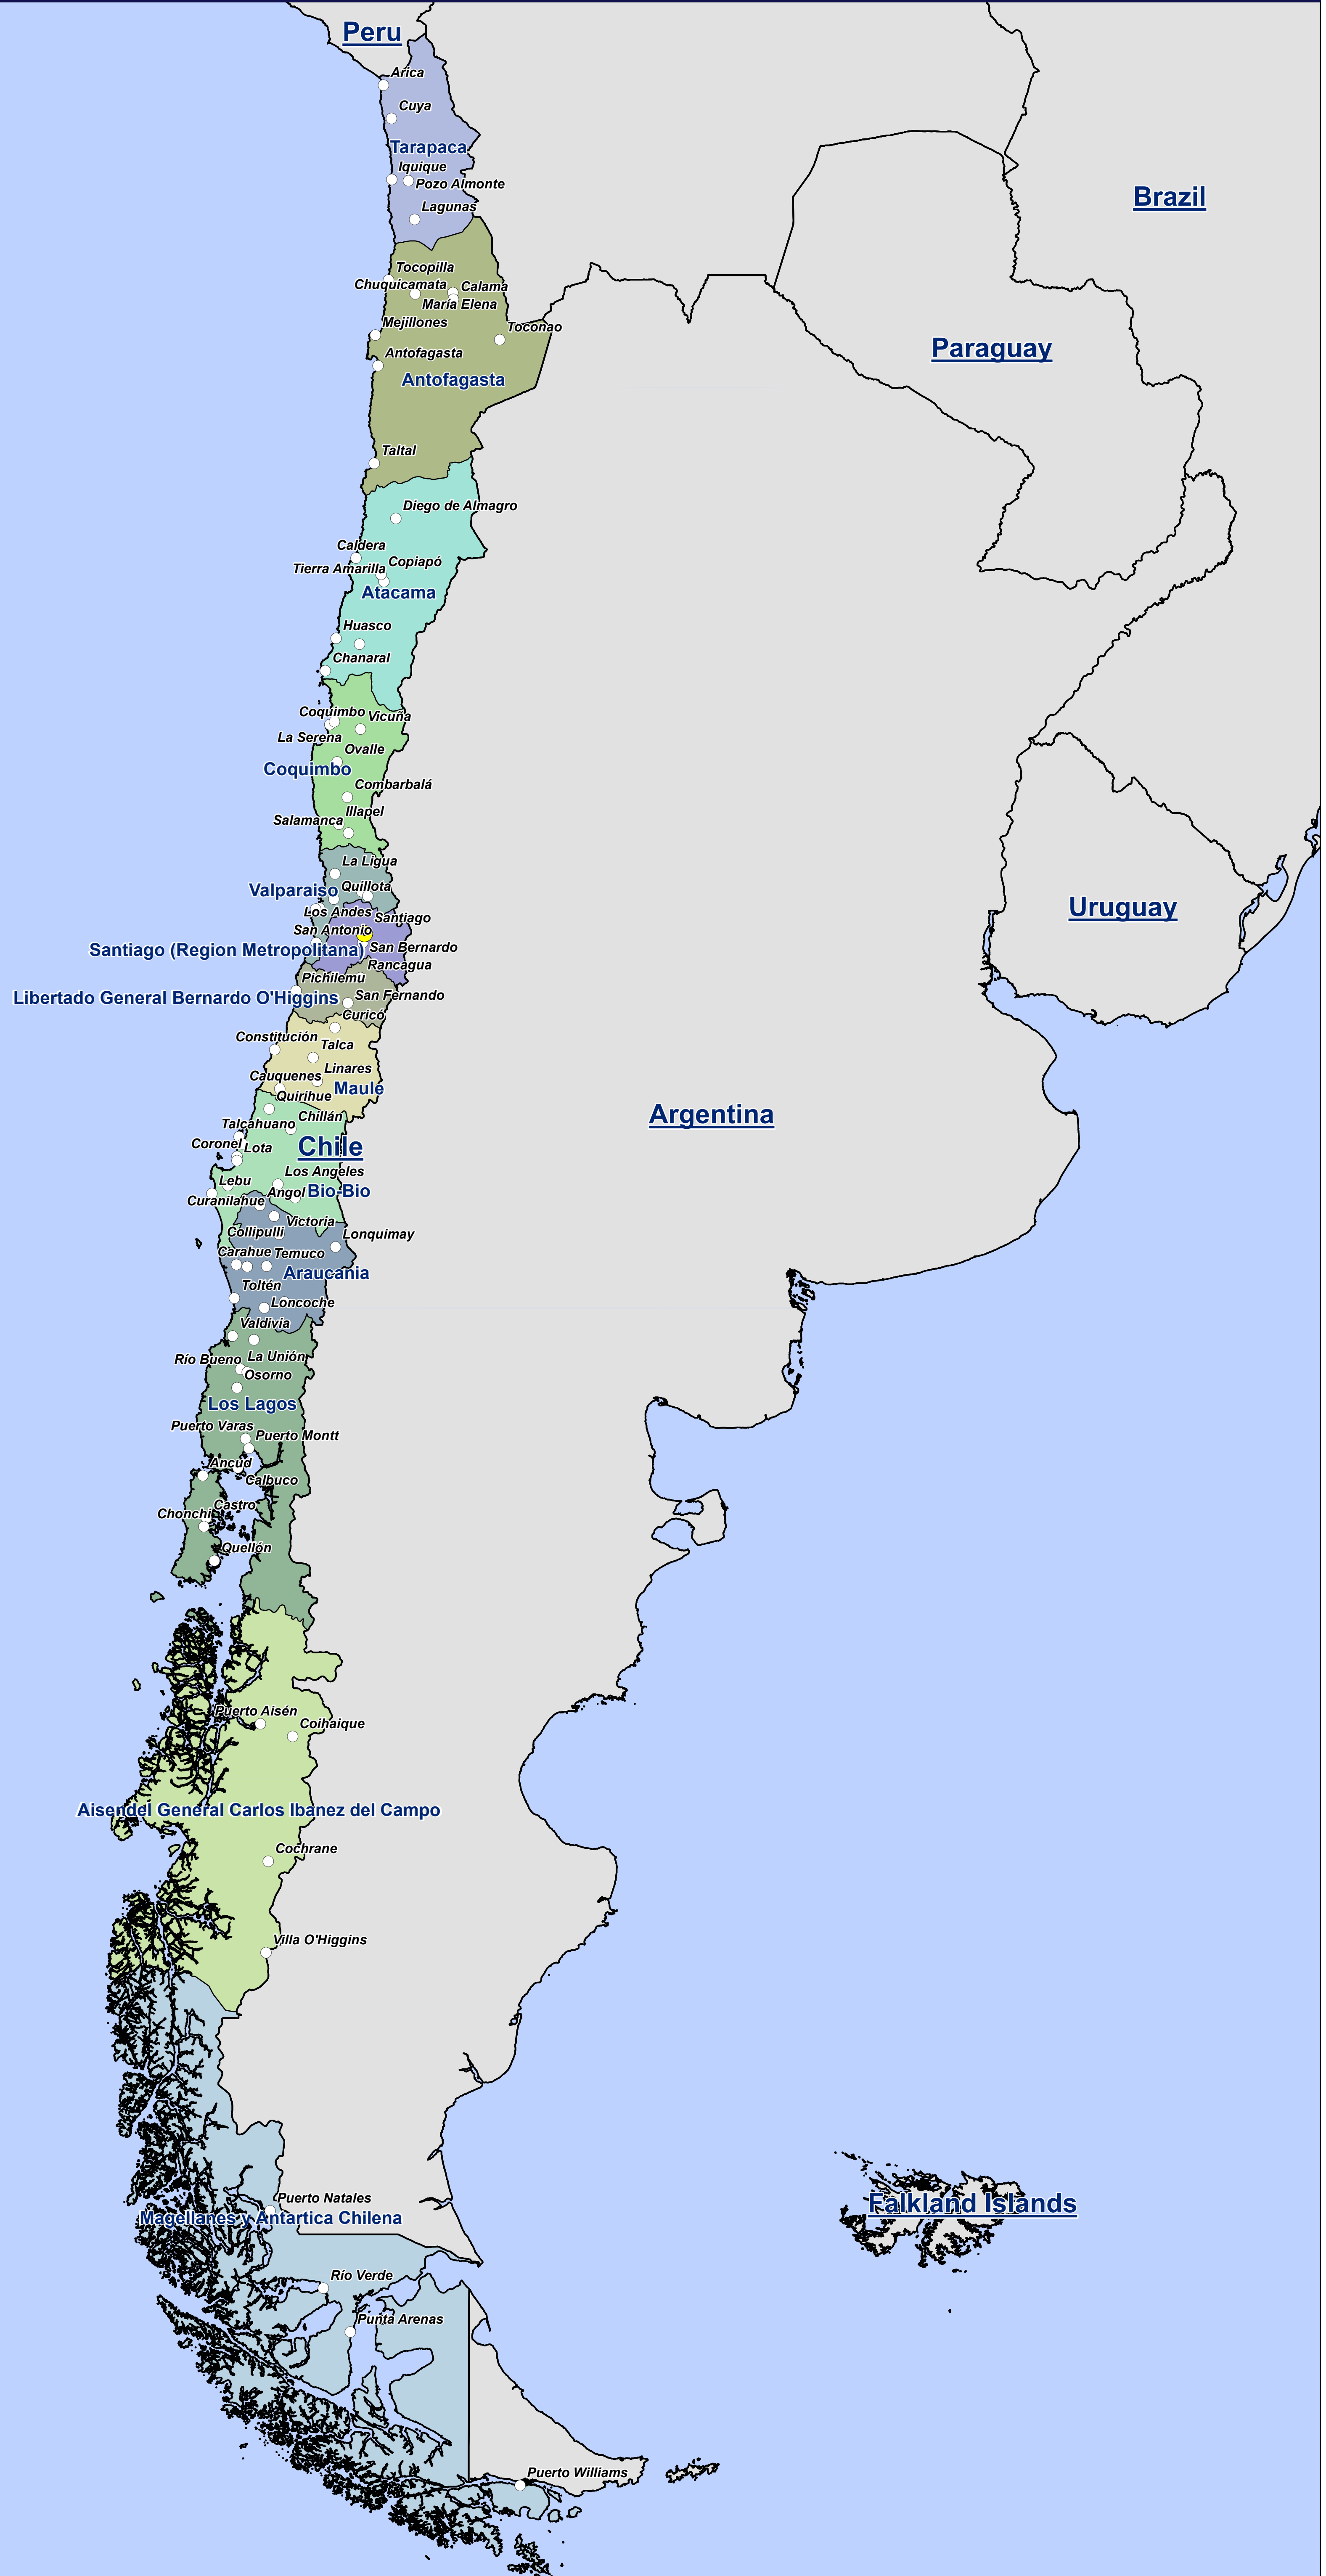 Peru
Arica
Cuya
Tarapaca
Iquique
Pozo Almonte
Brazil
Lagunas
Tocopilla
Chuquicamata
Calama
María Elena
Mejillones
Toconao
Paraguay
Antofagasta
Antofagasta
Taltal
Diego de Almagro
Caldera
Copiapó
Tierra Amarilla
Atacama
Huasco
Chanaral
Coquimbo
Vicuña
La Serena
Ovalle
Coquimbo
Combarbalá
Illapel
Salamanca
La Ligua
Quillota
Valparaiso
Uruguay
Los Andes
Santiago
San Antonio
San Bernardo
Santiago (Region Metropolitana)
Rancagua
Pichilemu
San Fernando
Libertado General Bernardo O'Higgins
Curicó
Constitución
Talca
Linares
Cauquenes
Maule
Quirihue
Argentina
Chillán
Talcahuano
Coronel
Lota
Chile
Los Angeles
Lebu
Angol
Bio-Bio
Curanilahue
Victoria
Collipulli
Lonquimay
Carahue
Temuco
Araucania
Toltén
Loncoche
Valdivia
La Unión
Río Bueno
Osorno
Los Lagos
Puerto Varas
Puerto Montt
Ancud
Calbuco
Castro
Chonchi
Quellón
Puerto Aisén
Coihaique
Aisendel General Carlos Ibanez del Campo
Cochrane
Villa O'Higgins
Puerto Natales
Falkland Islands
Magellanes y Antartica Chilena
Río Verde
Punta Arenas
Puerto Williams